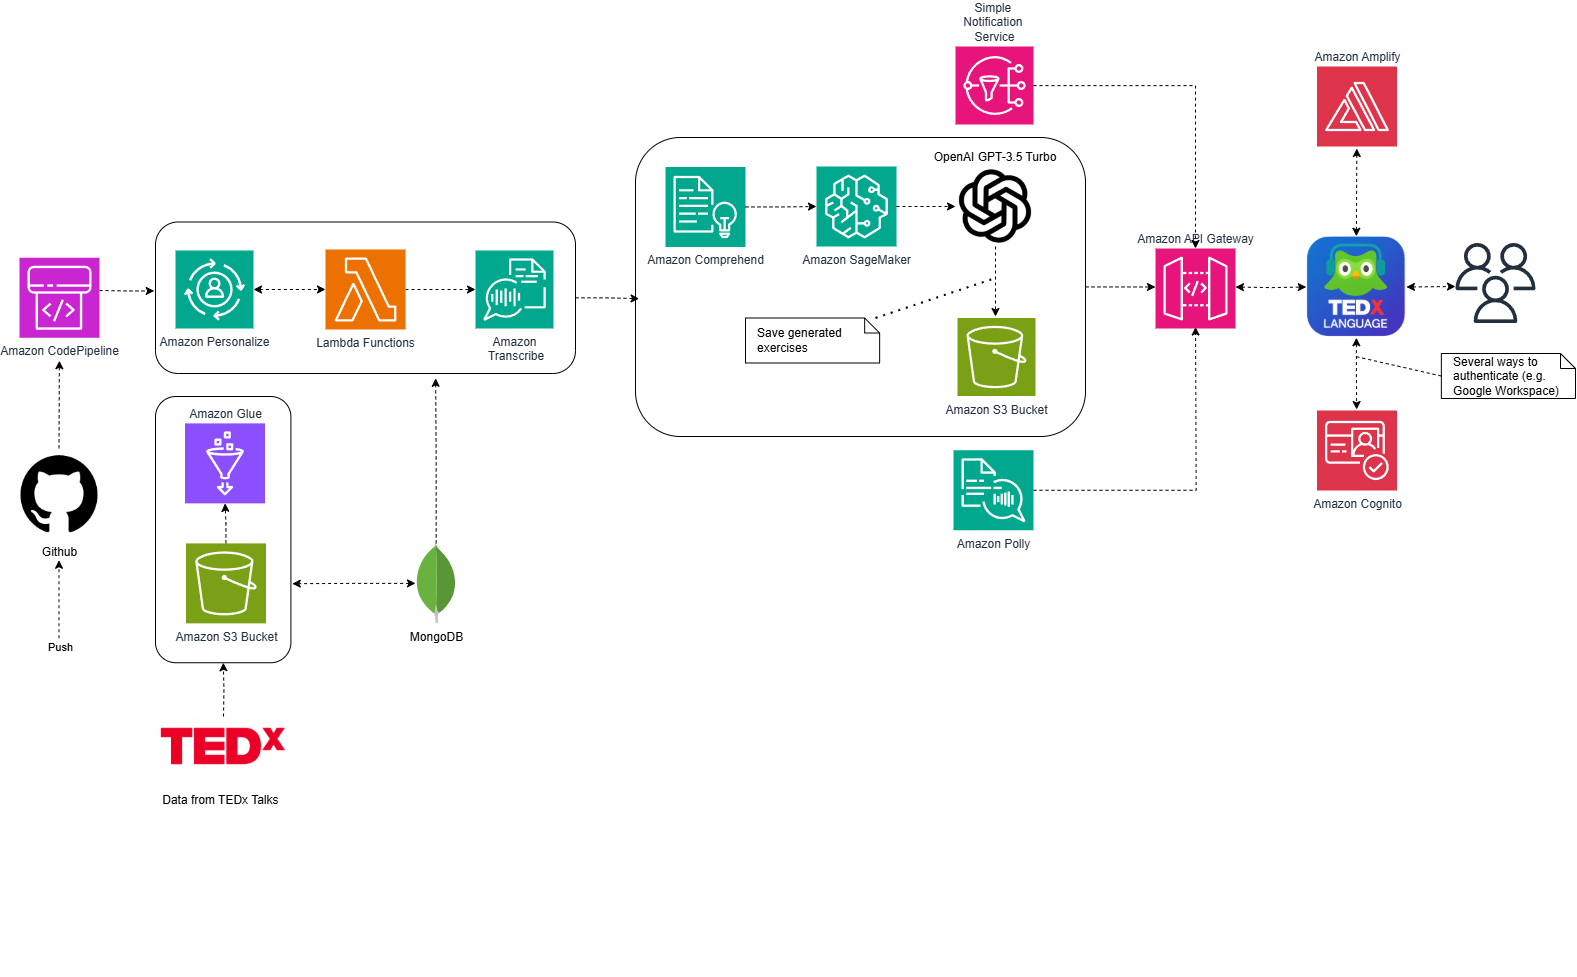 Simple
Notification
Service
Amazon Amplify
OpenAI GPT-3.5 Turbo
Amazon Comprehend
Amazon SageMaker
Amazon API Gateway
TEDX
LANGUAGE
Amazon Personalize
Lambda Functions
Amazon
Transcribe
Amazon CodePipeline
Save generated
exercises
Several ways to
authenticate (e.g.
Google Workspace)
Amazon S3 Bucket
Amazon Glue
Amazon Cognito
Amazon Polly
Github
Amazon S3 Bucket
MongoDB
Push
TEDx
Data from TEDx Talks